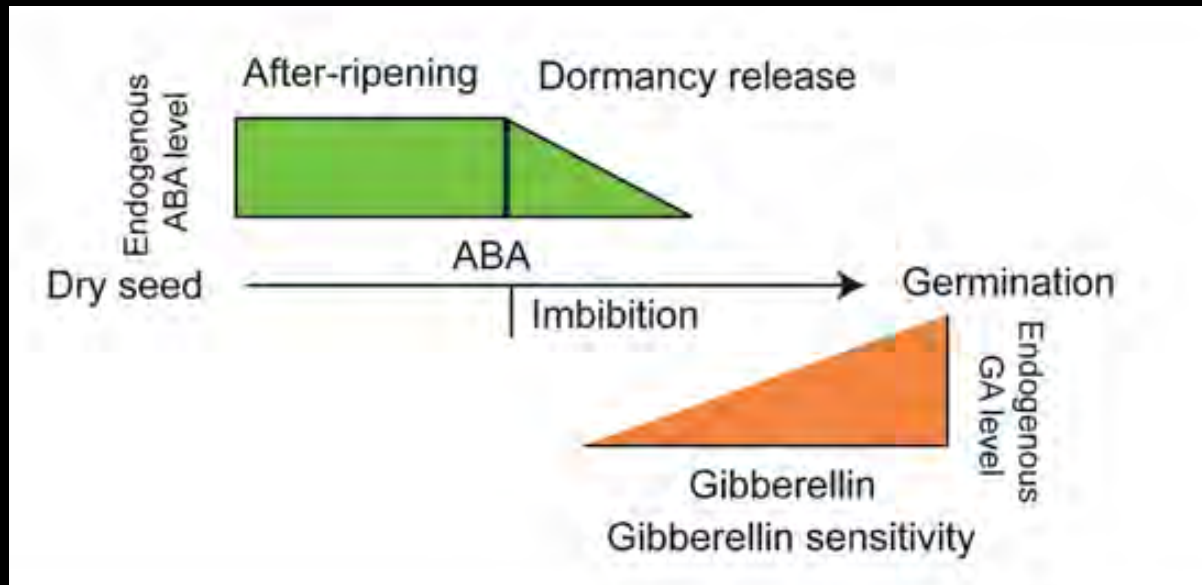 After-ripening
Dormancy release
Endogenous
ABA level
ABA
Dry seed
Germination
Imbibition
Endogenous
GA level
Gibberellin
Gibberellin sensitivity